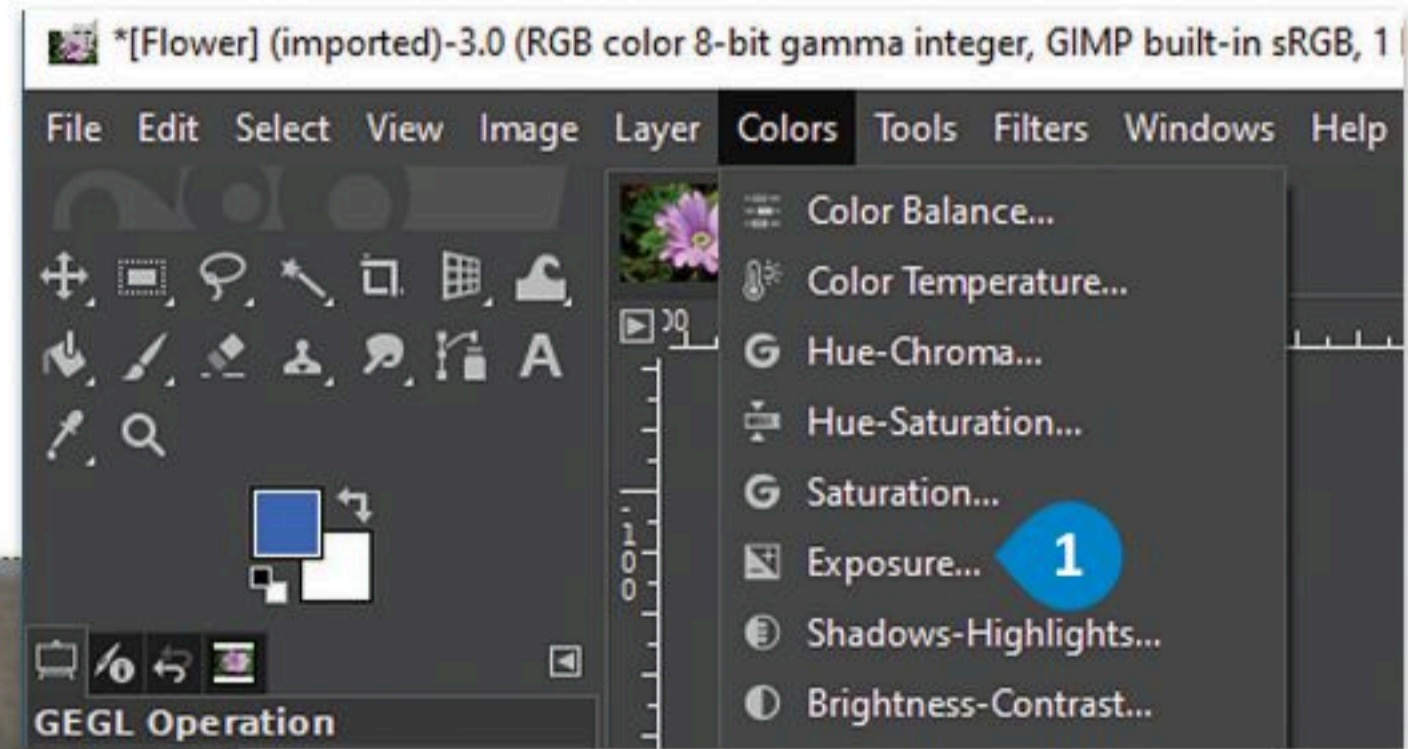 *[Flower] (imported)-3.0 (RGB color 8-bit gamma integer, GIMP built-in sRGB, 1
File Edit Select View Image Layer Colors Tools Filters Windows Help
Color Balance...
Color Temperature...
Hue-Chroma...
Hue-Saturation...
Saturation...
Exposure... 1
Shadows-Highlights...
Brightness-Contrast...
100
GEGL Operation